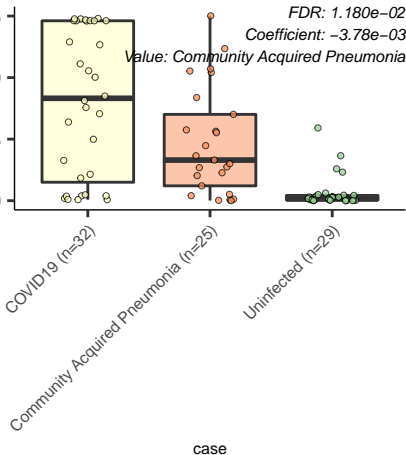 FDR: 1.180e−02
Coefficient: −3.78e−03
Value: Community Acquired Pneumonia
COVID19 (n=32)
Community Acquired Pneumonia (n=25)
Uninfected (n=29)
case